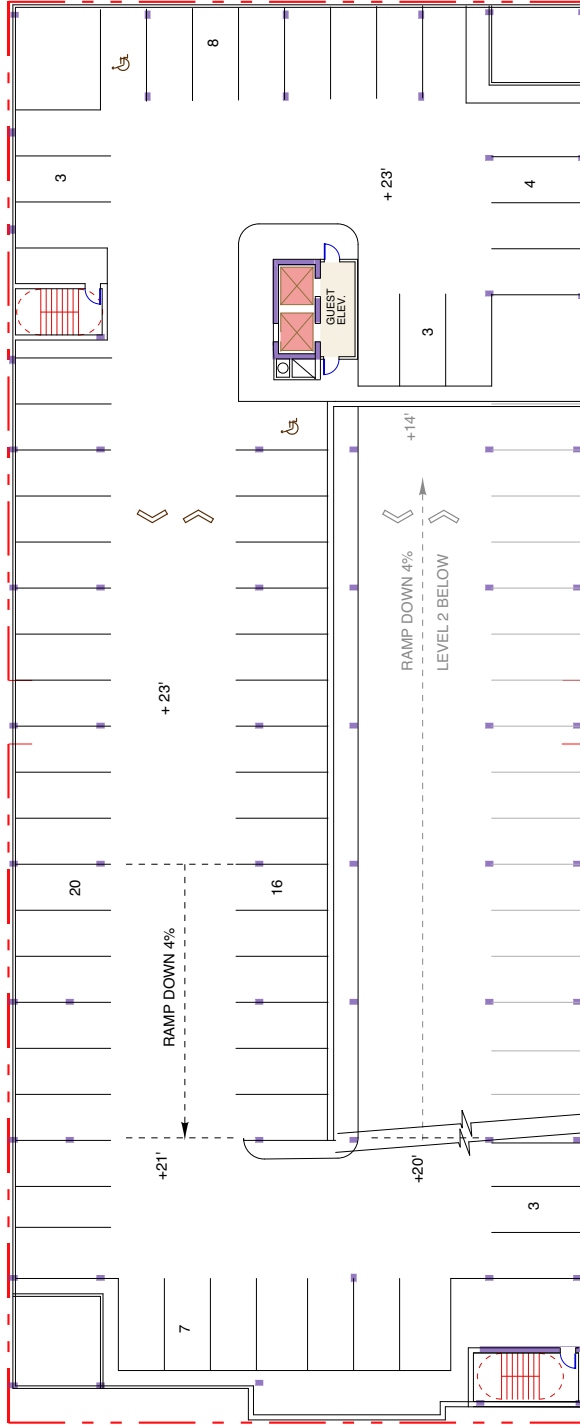 8
3
+ 23'
4
GUEST
ELEV.
3
+14'
RAMP DOWN 4%
LEVEL 2 BELOW
+ 23'
20
16
RAMP DOWN 4%
+21'
+20'
3
7